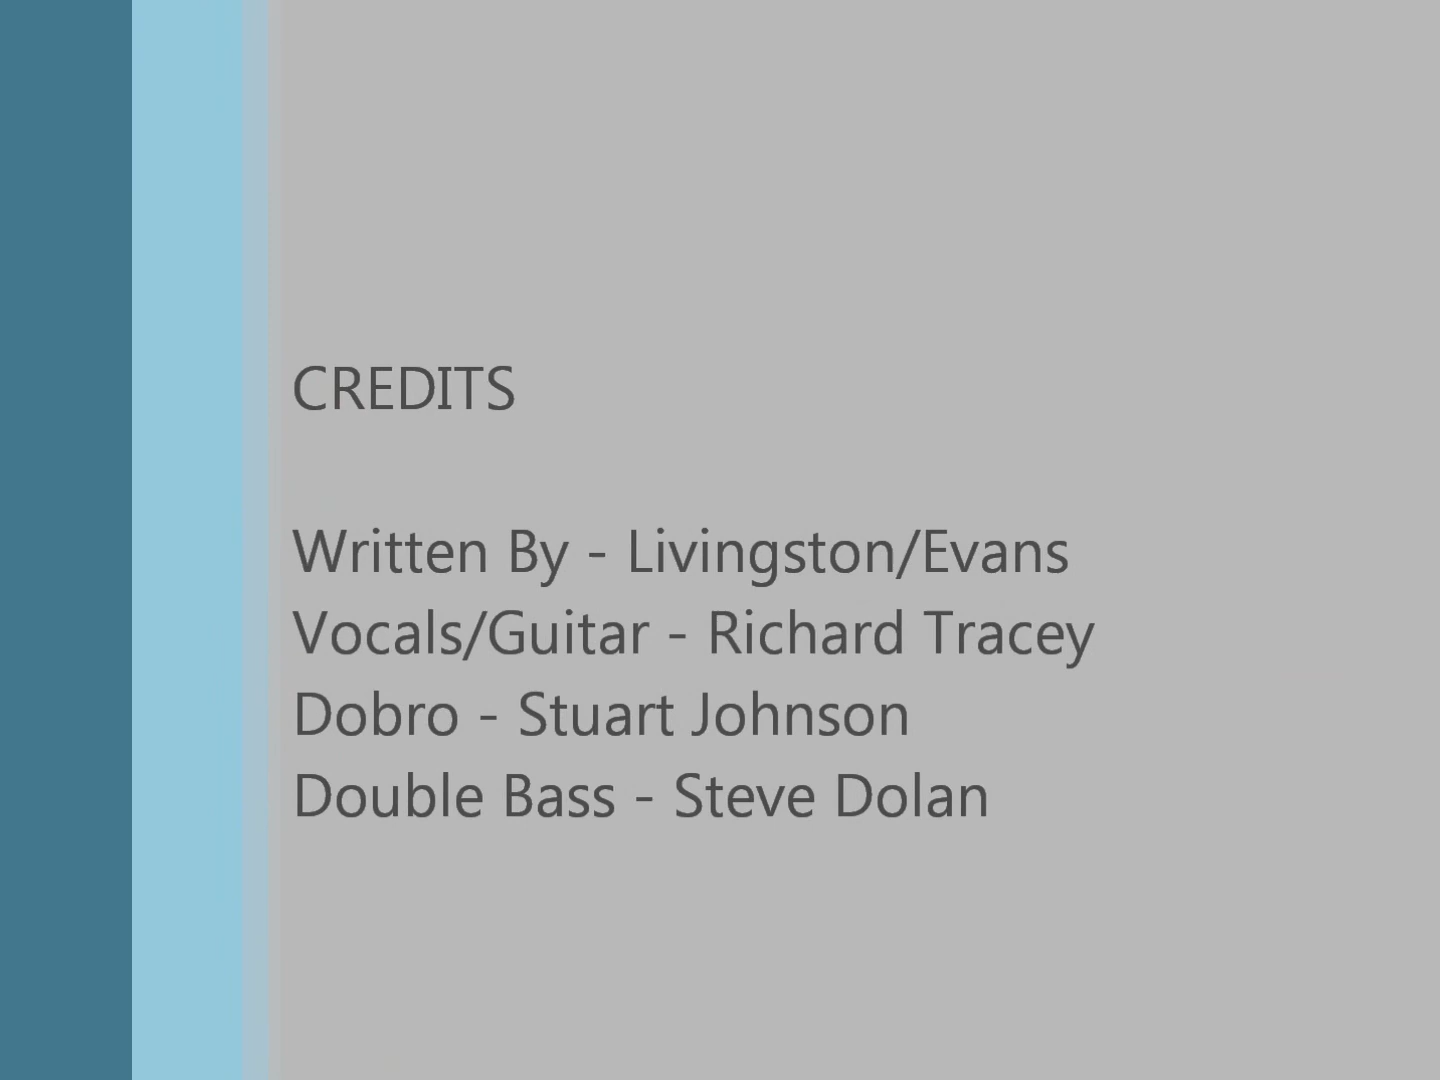 CREDITS
Written By - Livingston/Evans
Vocals/Guitar - Richard Tracey
Dobro - Stuart Johnson
Double Bass - Steve Dolan